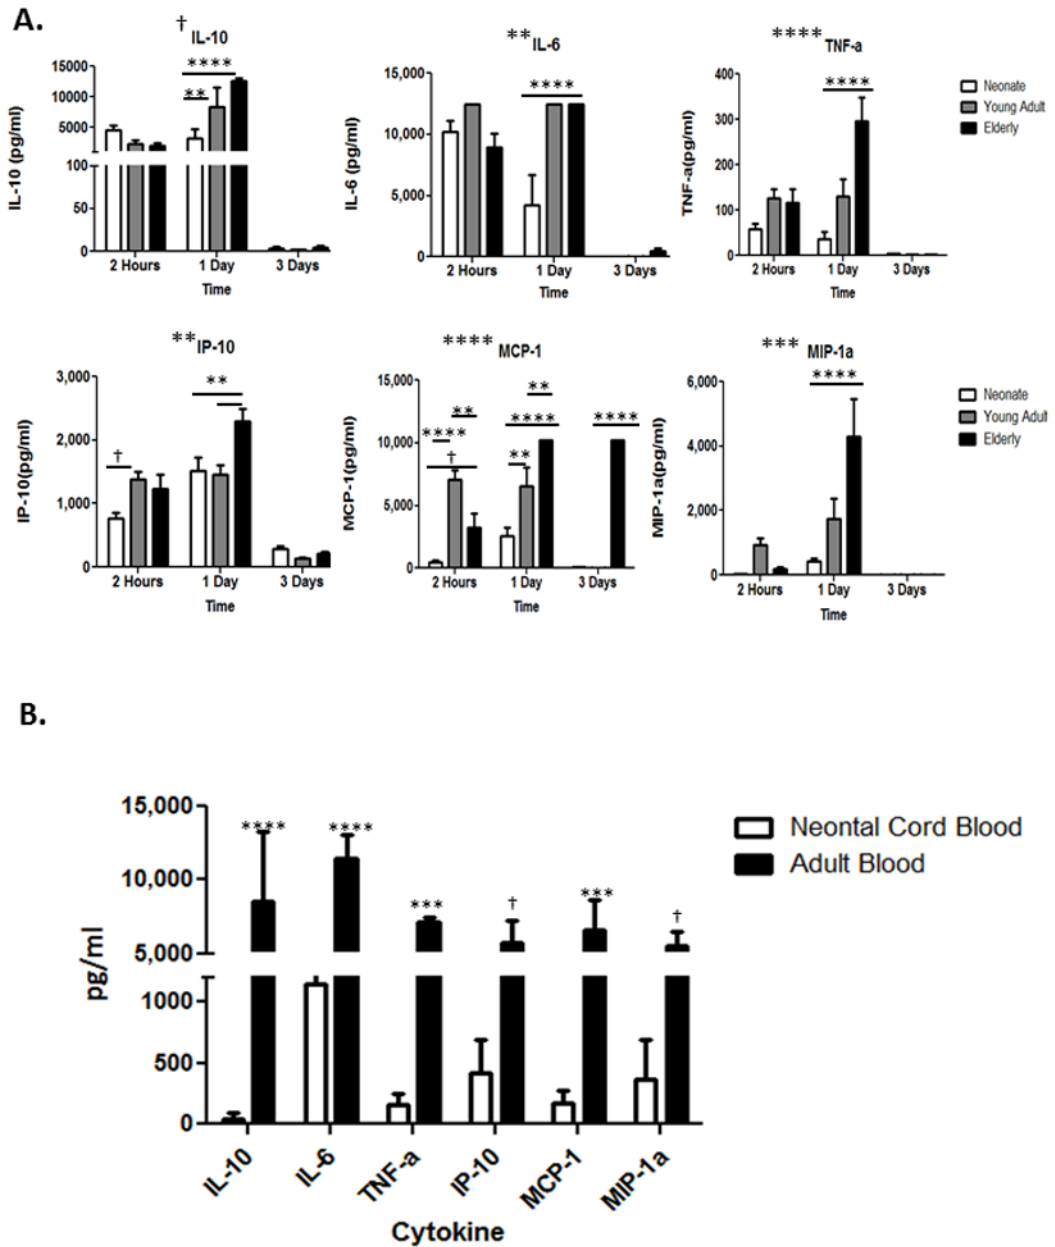 A.
† IL-10
15000
10000
5000
100
50
0
IL-10 (pg/ml)
****
**
2 Hours 1 Day 3 Days
Time
** IL-6
15,000
10,000
5,000
0
IL-6 (pg/ml)
****
2 Hours 1 Day 3 Days
Time
**** TNF-a
400
300
200
100
0
TNF-a(pg/ml)
****
2 Hours 1 Day 3 Days
Time
Neonate
Young Adult
Elderly
** IP-10
3,000
2,000
1,000
0
IP-10(pg/ml)
†
**
2 Hours 1 Day 3 Days
Time
**** MCP-1
15,000
10,000
5,000
0
MCP-1(pg/ml)
**
****
†
**
****
**
****
2 Hours 1 Day 3 Days
Time
*** MIP-1a
6,000
4,000
2,000
0
MIP-1a(pg/ml)
****
2 Hours 1 Day 3 Days
Time
Neonate
Young Adult
Elderly
B.
15,000
10,000
5,000
1000
500
0
pg/ml
**** **** *** † *** †
IL-10 IL-6 TNF-a IP-10 MCP-1 MIP-1a
Cytokine
Neontal Cord Blood
Adult Blood